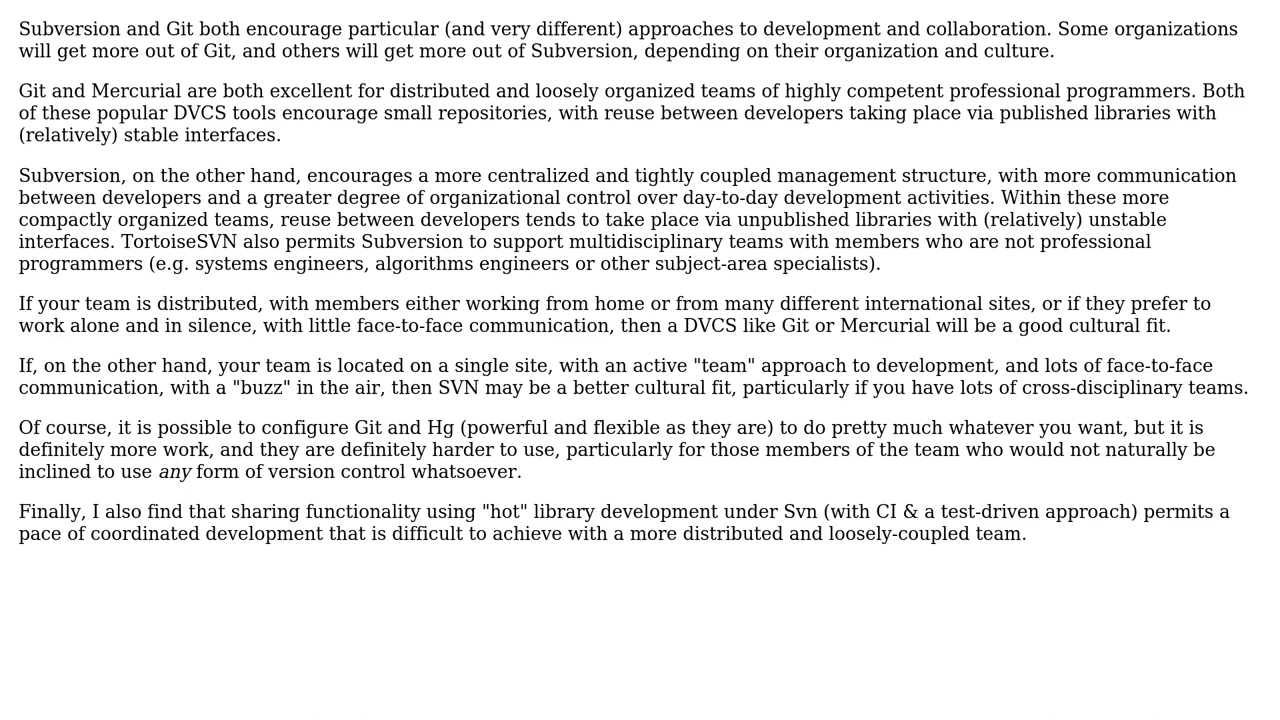 Subversion and Git both encourage particular (and very different) approaches to development and collaboration. Some organizations
will get more out of Git, and others will get more out of Subversion, depending on their organization and culture.
Git and Mercurial are both excellent for distributed and loosely organized teams of highly competent professional programmers. Both
of these popular DVCS tools encourage small repositories, with reuse between developers taking place via published libraries with
(relatively) stable interfaces.
Subversion, on the other hand, encourages a more centralized and tightly coupled management structure, with more communication
between developers and a greater degree of organizational control over day-to-day development activities. Within these more
compactly organized teams, reuse between developers tends to take place via unpublished libraries with (relatively) unstable
interfaces. TortoiseSVN also permits Subversion to support multidisciplinary teams with members who are not professional
programmers (e.g. systems engineers, algorithms engineers or other subject-area specialists).
If your team is distributed, with members either working from home or from many different international sites, or if they prefer to
work alone and in silence, with little face-to-face communication, then a DVCS like Git or Mercurial will be a good cultural fit.
If, on the other hand, your team is located on a single site, with an active "team" approach to development, and lots of face-to-face
communication, with a "buzz" in the air, then SVN may be a better cultural fit, particularly if you have lots of cross-disciplinary teams.
Of course, it is possible to configure Git and Hg (powerful and flexible as they are) to do pretty much whatever you want, but it is
definitely more work, and they are definitely harder to use, particularly for those members of the team who would not naturally be
inclined to use any form of version control whatsoever.
Finally, I also find that sharing functionality using "hot" library development under Svn (with CI & a test-driven approach) permits a
pace of coordinated development that is difficult to achieve with a more distributed and loosely-coupled team.